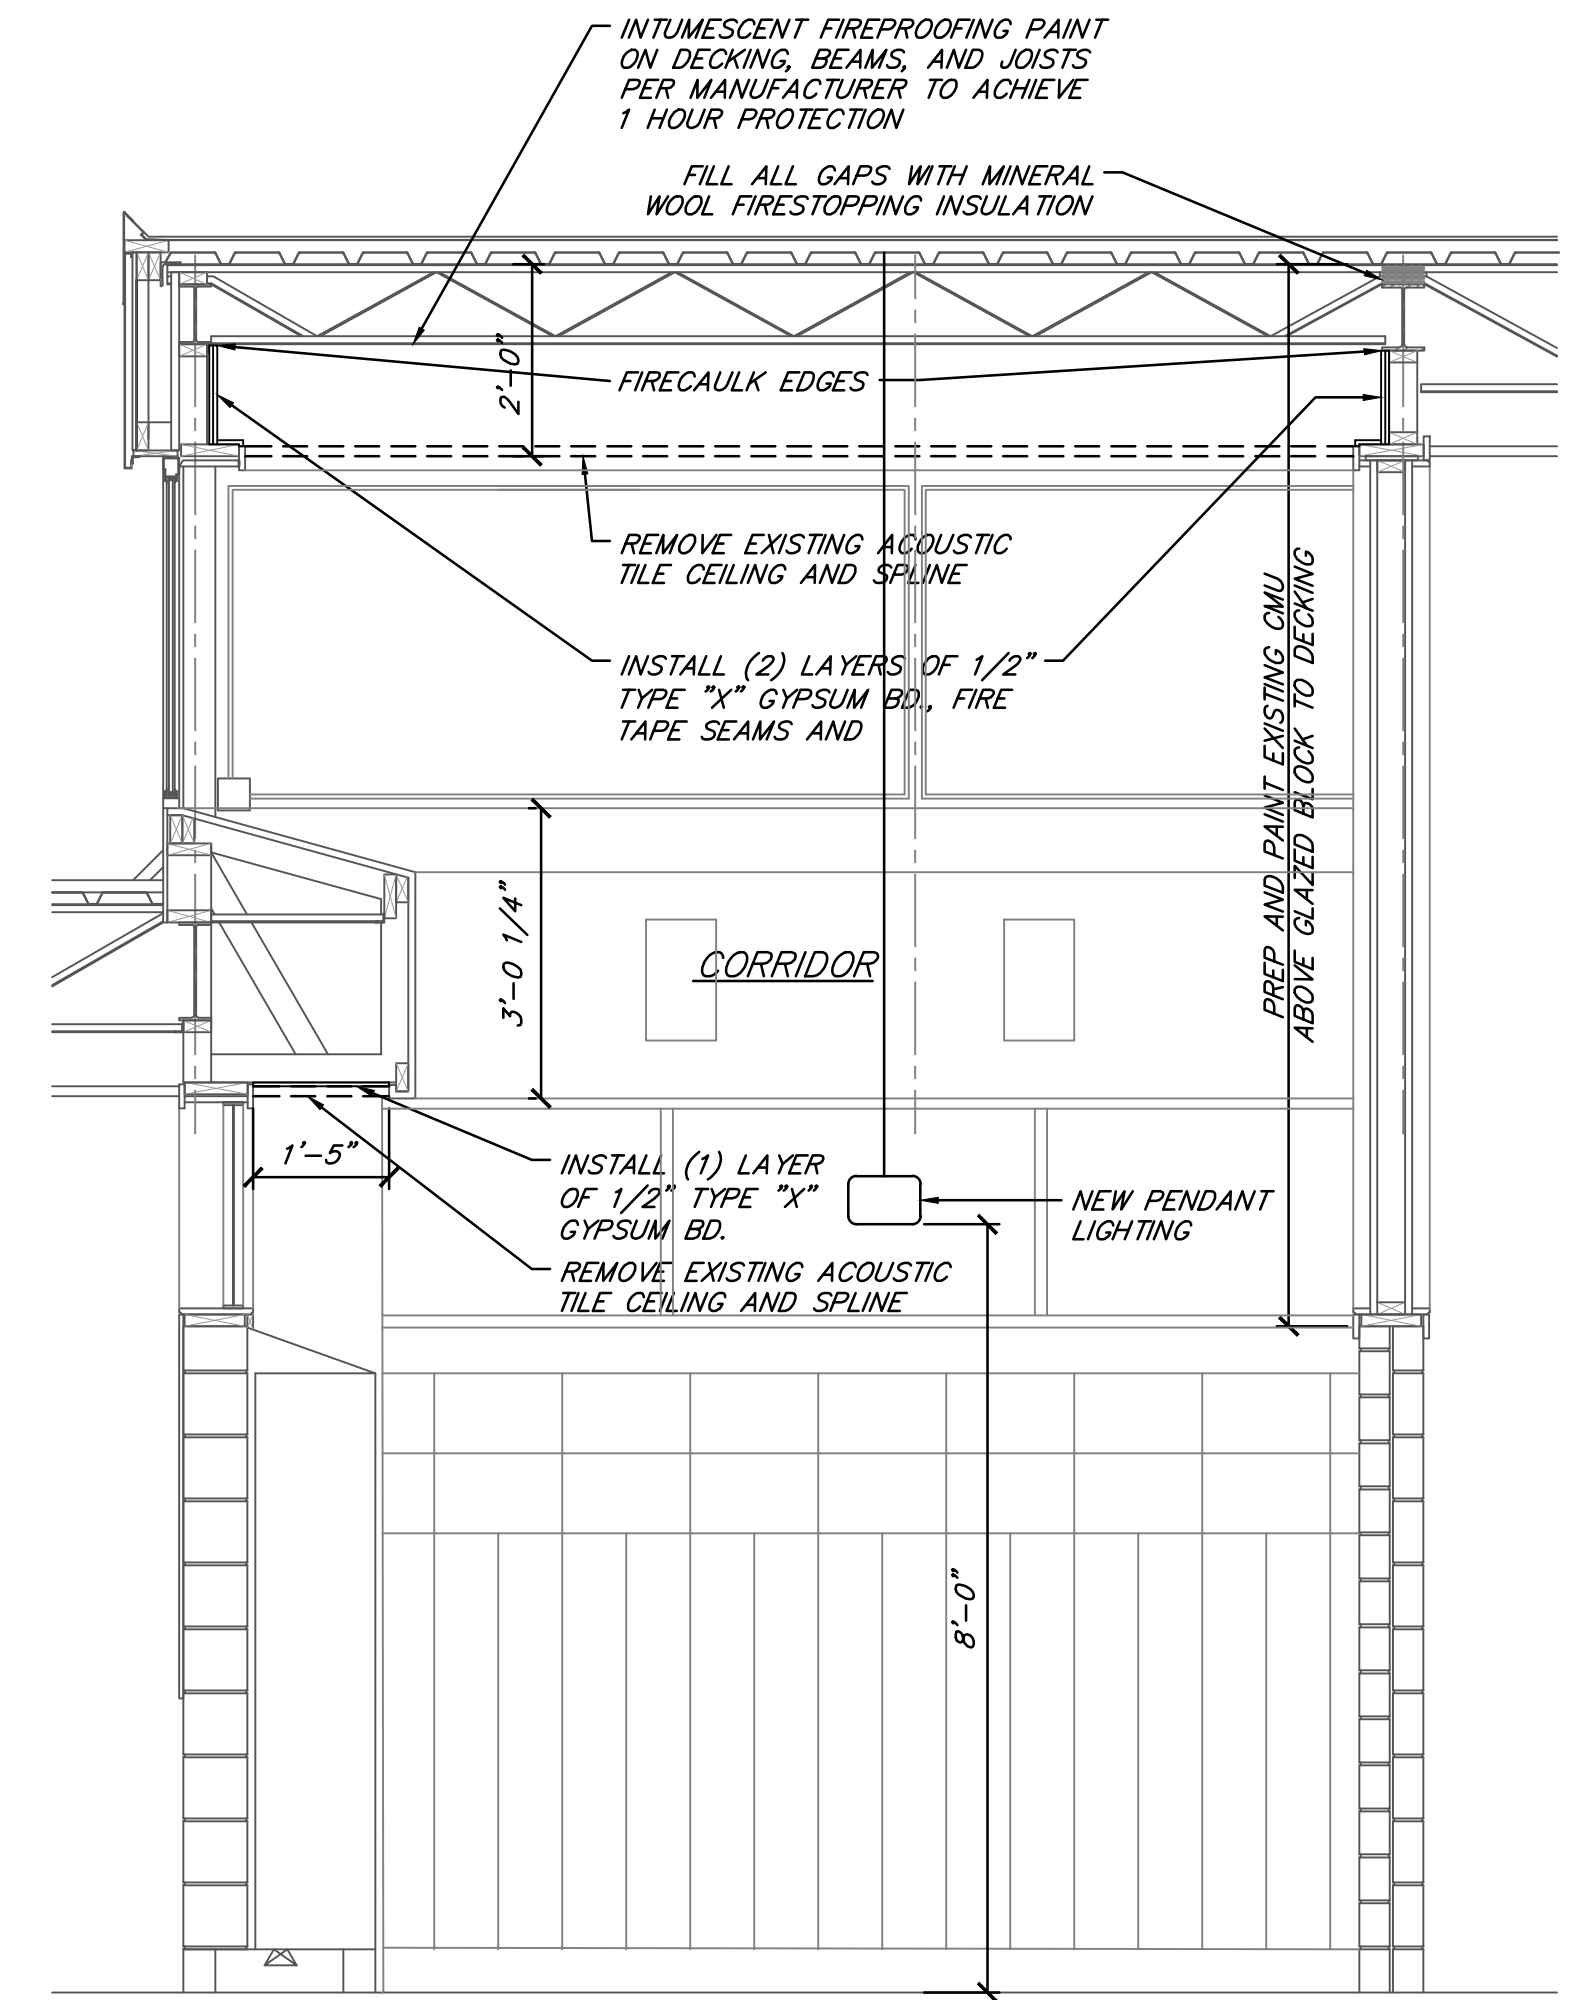 INTUMESCENT FIREPROOFING PAINT
ON DECKING, BEAMS, AND JOISTS
PER MANUFACTURER TO ACHIEVE
1 HOUR PROTECTION
FILL ALL GAPS WITH MINERAL
WOOL FIRESTOPPING INSULATION
2'-0"
FIRECAULK EDGES
REMOVE EXISTING ACOUSTIC
TILE CEILING AND SPLINE
INSTALL (2) LAYERS OF 1/2"
TYPE "X" GYPSUM BD., FIRE
TAPE SEAMS AND
PREP AND PAINT EXISTING CMU
ABOVE GLAZED BLOCK TO DECKING
3'-0 1/4"
CORRIDOR
1'-5"
INSTALL (1) LAYER
OF 1/2" TYPE "X"
GYPSUM BD.
NEW PENDANT
LIGHTING
REMOVE EXISTING ACOUSTIC
TILE CEILING AND SPLINE
8'-0"